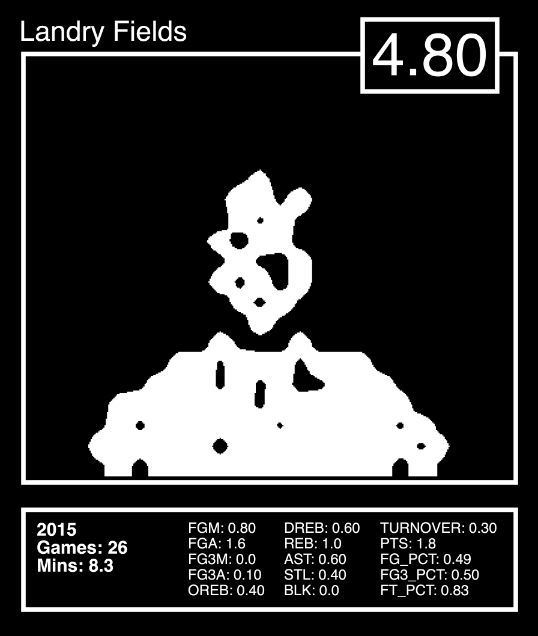 Landry Fields
4.80
2015
Games: 26
Mins: 8.3
FGM: 0.80
FGA: 1.6
FG3M: 0.0
FG3A: 0.10
OREB: 0.40
DREB: 0.60
REB: 1.0
AST: 0.60
STL: 0.40
BLK: 0.0
TURNOVER: 0.30
PTS: 1.8
FG_PCT: 0.49
FG3_PCT: 0.50
FT_PCT: 0.83